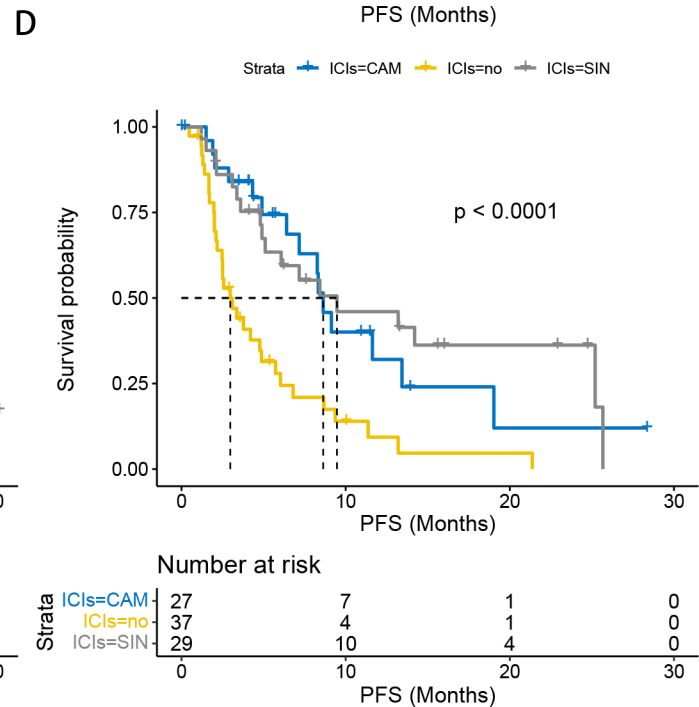 PFS (Months)
D
Strata ICIs=CAM ICIs=no ICIs=SIN
1.00
0.75
0.50
0.25
0.00
Survival probability
p < 0.0001
0 0 10 20 30
PFS (Months)
Number at risk
Strata
ICIs=CAM 27 7 1 0
ICIs=no 37 4 1 0
ICIs=SIN 29 10 4 0
0 0 10 20 30
PFS (Months)